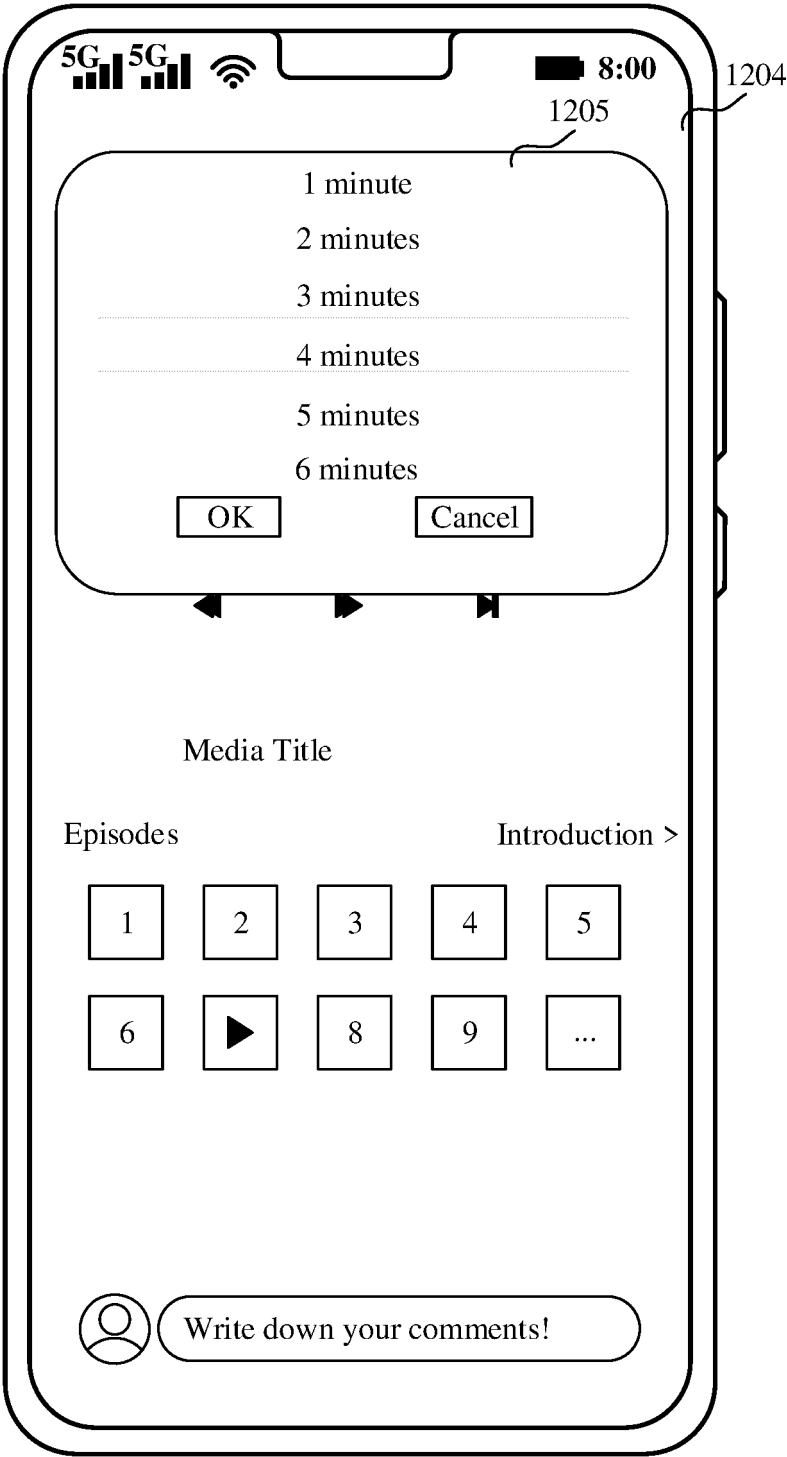 5G 5G 8:00
1204
1205
1 minute
2 minutes
3 minutes
4 minutes
5 minutes
6 minutes
OK Cancel
Media Title
Episodes Introduction >
1 2 3 4 5
6 8 9 ...
Write down your comments!